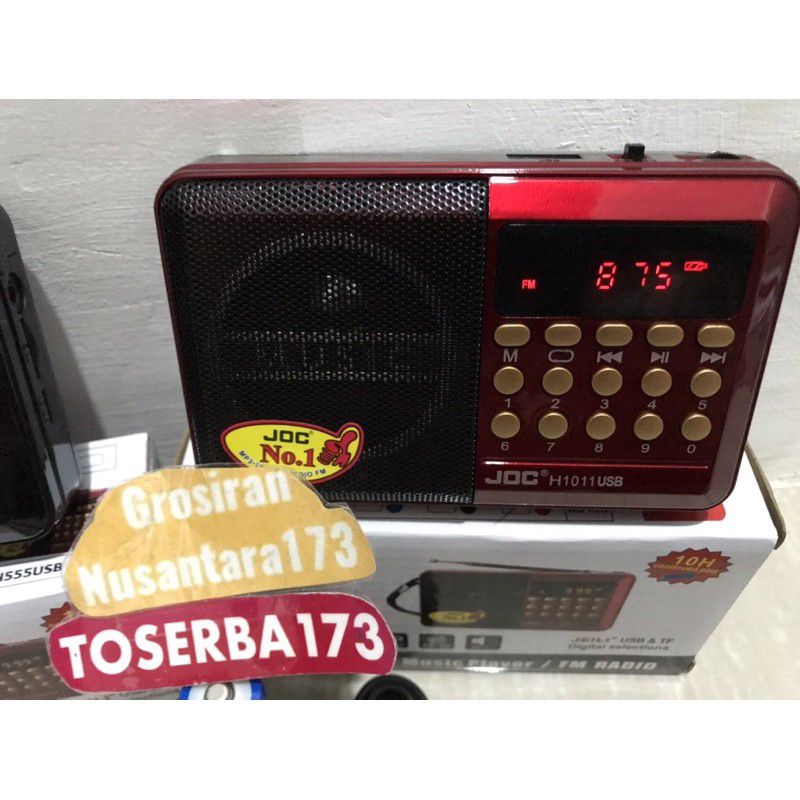 FM 875
M
1 2 3 4 5
6 7 8 9 0
JOC® H1011USB
JOC®
No.1
Grosiran
Nusantara173
TOSERBA173
H555USB
10H
USB & TF
Digital selections
Music Player / FM RADIO